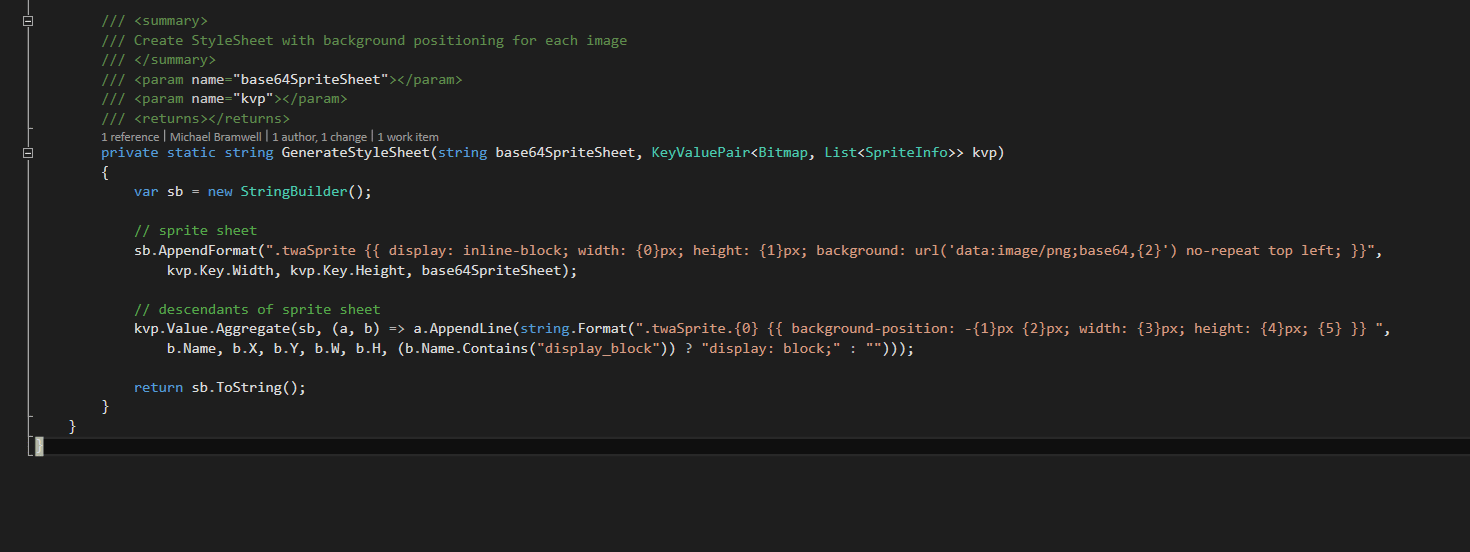 /// <summary>
/// Create StyleSheet with background positioning for each image
/// </summary>
/// <param name="base64SpriteSheet"></param>
/// <param name="kvp"></param>
/// <returns></returns>
1 reference | Michael Bramwell | 1 author, 1 change | 1 work item
private static string GenerateStyleSheet(string base64SpriteSheet, KeyValuePair<Bitmap, List<SpriteInfo>> kvp)
{
var sb = new StringBuilder();
// sprite sheet
sb.AppendFormat(".twaSprite {{ display: inline-block; width: {0}px; height: {1}px; background: url('data:image/png;base64,{2}') no-repeat top left; }}",
kvp.Key.Width, kvp.Key.Height, base64SpriteSheet);
// descendants of sprite sheet
kvp.Value.Aggregate(sb, (a, b) => a.AppendLine(string.Format(".twaSprite.{0} {{ background-position: -{1}px {2}px; width: {3}px; height: {4}px; {5} }} ",
b.Name, b.X, b.Y, b.W, b.H, (b.Name.Contains("display_block")) ? "display: block;" : "")));
return sb.ToString();
}
}
}